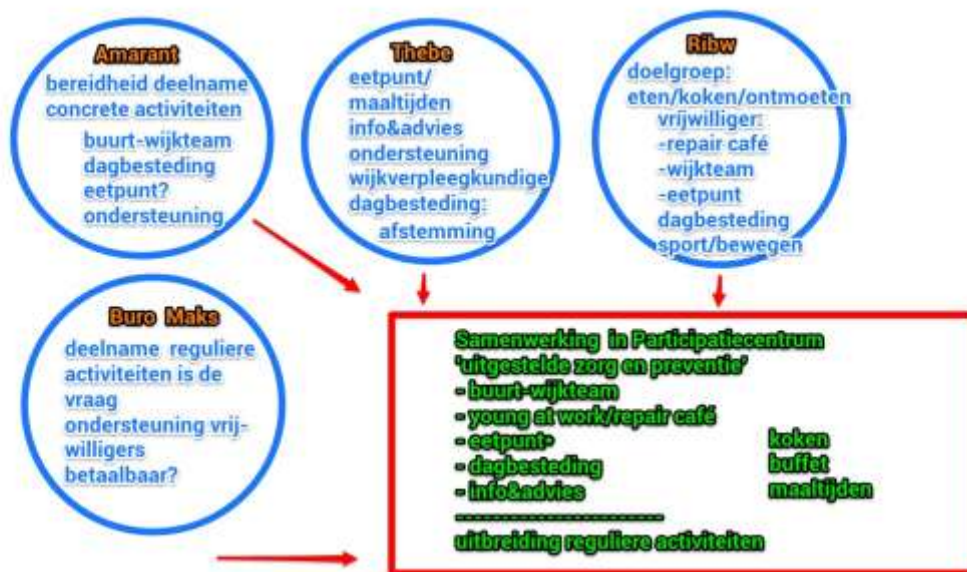 Amarant
bereidheid deelname
concrete activiteiten
buurt-wijkteam
dagbesteding
eetpunt?
ondersteuning
Thebe
eetpunt/
maaltijden
info&advies
ondersteuning
wijkverpleegkundige
dagbesteding:
afstemming
Ribw
doelgroep:
eten/koken/ontmoeten
vrijwilliger:
-repair café
-wijkteam
-eetpunt
dagbesteding
sport/bewegen
Buro Maks
deelname reguliere
activiteiten is de
vraag
ondersteuning vrij-
willigers
betaalbaar?
Samenwerking in Participatiecentrum
'uitgestelde zorg en preventie'
- buurt-wijkteam
- young at work/repair café
- eetpunt• koken
- dagbesteding buffet
- info&advies maaltijden
------------------------
uitbreiding reguliere activiteiten